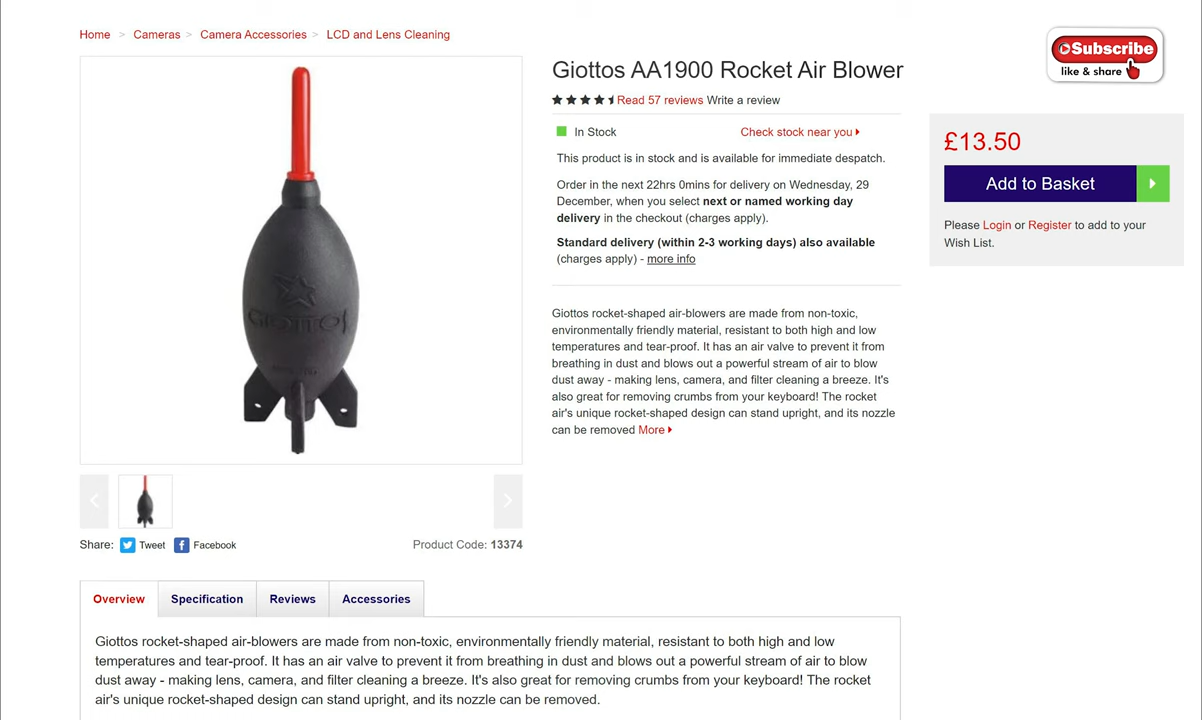 Home > Cameras > Camera Accessories > LCD and Lens Cleaning
Subscribe
like & share
Giottos AA1900 Rocket Air Blower
Read 57 reviews Write a review
In Stock
Check stock near you
This product is in stock and is available for immediate despatch.
Order in the next 22hrs 0mins for delivery on Wednesday, 29
December, when you select next or named working day
delivery in the checkout (charges apply).
Standard delivery (within 2-3 working days) also available
(charges apply) - more info
£13.50
Add to Basket
Please Login or Register to add to your
Wish List.
GIOTTOS
Giottos rocket-shaped air-blowers are made from non-toxic,
environmentally friendly material, resistant to both high and low
temperatures and tear-proof. It has an air valve to prevent it from
breathing in dust and blows out a powerful stream of air to blow
dust away - making lens, camera, and filter cleaning a breeze. It's
also great for removing crumbs from your keyboard! The rocket
air's unique rocket-shaped design can stand upright, and its nozzle
can be removed More
Share: Tweet Facebook
Product Code: 13374
Overview
Specification
Reviews
Accessories
Giottos rocket-shaped air-blowers are made from non-toxic, environmentally friendly material, resistant to both high and low
temperatures and tear-proof. It has an air valve to prevent it from breathing in dust and blows out a powerful stream of air to blow
dust away - making lens, camera, and filter cleaning a breeze. It's also great for removing crumbs from your keyboard! The rocket
air's unique rocket-shaped design can stand upright, and its nozzle can be removed.